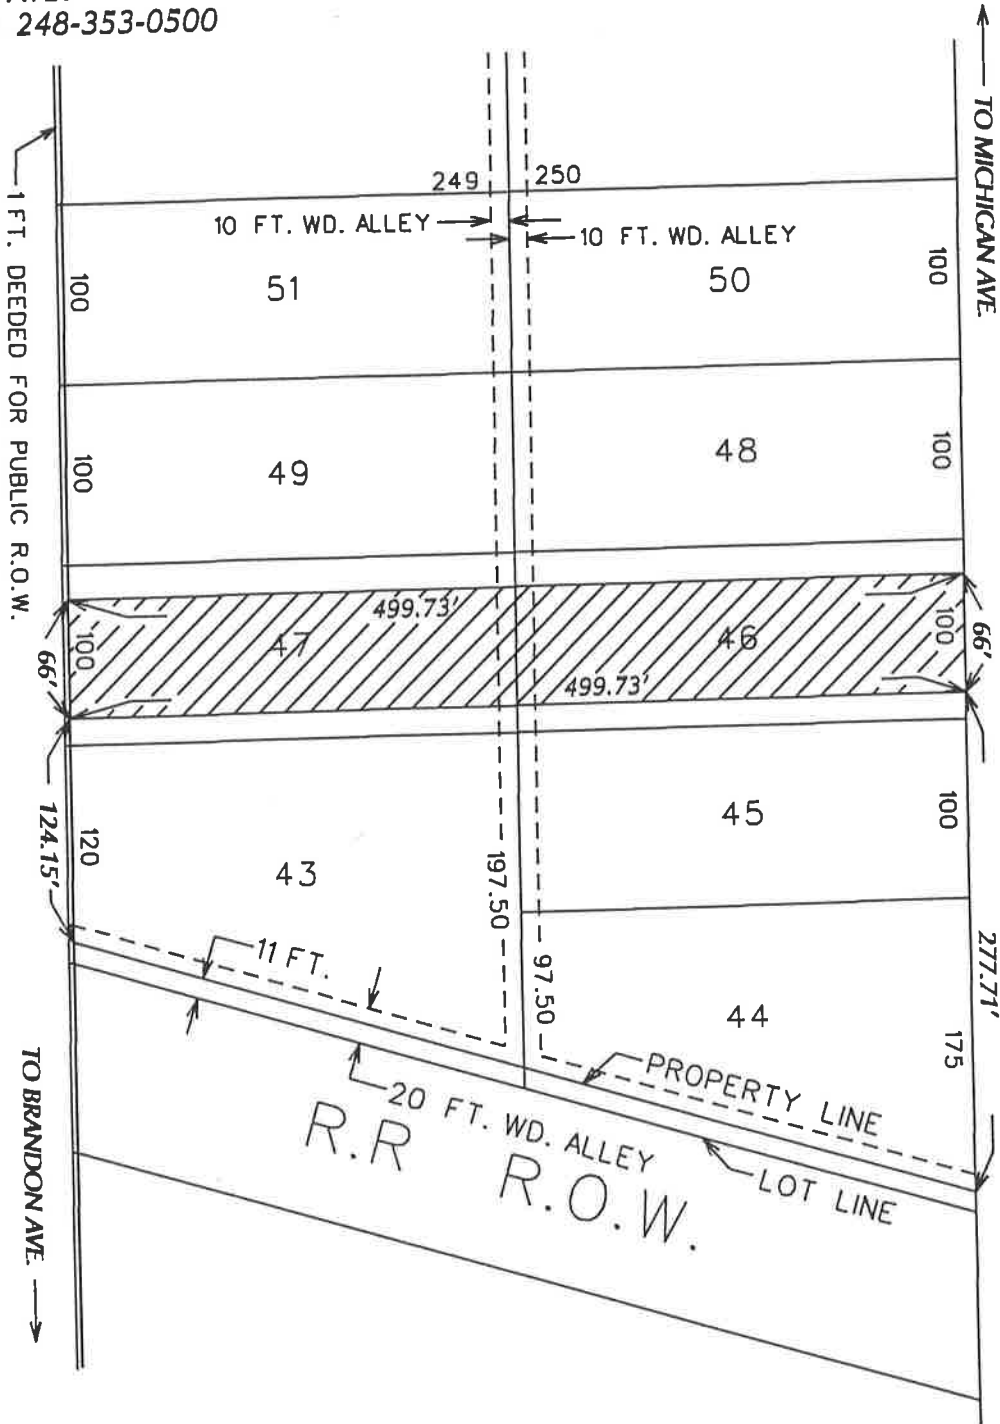 248-353-0500
TO MICHIGAN AVE.
1 FT. DEEDED FOR PUBLIC R.O.W.
249
250
10 FT. WD. ALLEY
10 FT. WD. ALLEY
100
51
50
100
100
49
48
100
499.73'
66'
100
47
46
100
66'
499.73'
124.15'
120
43
197.50
97.50
45
100
277.71'
11 FT.
44
175
PROPERTY LINE
20 FT. WD. ALLEY
LOT LINE
R.R R.O.W.
TO BRANDON AVE.